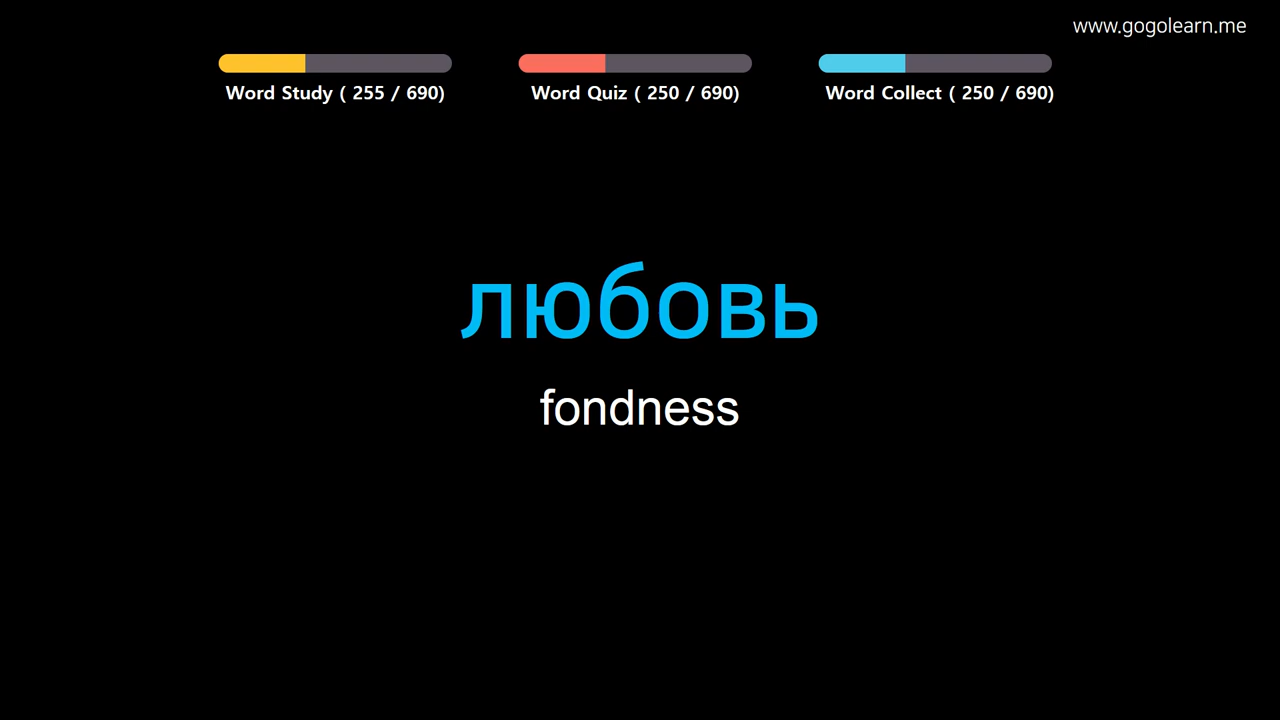 www.gogolearn.me
Word Study ( 255 / 690)
Word Quiz ( 250 / 690)
Word Collect ( 250 / 690)
любовь
fondness